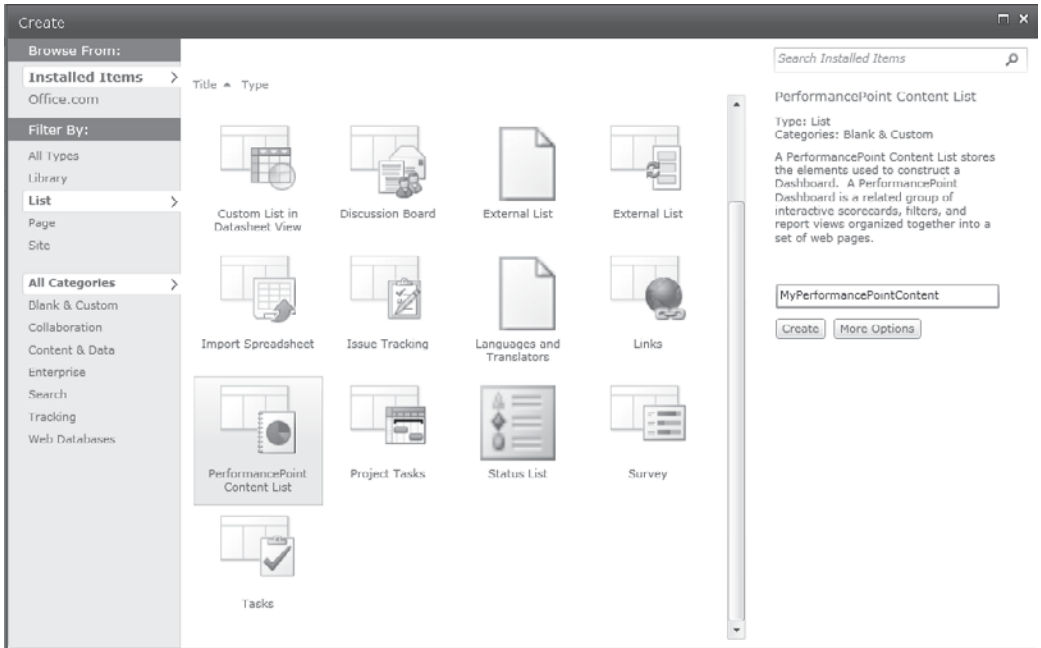 Create
Browse From:
Installed Items
Office.com
Filter By:
All Types
Library
List
Page
Site
All Categories
Blank & Custom
Collaboration
Content & Data
Enterprise
Search
Tracking
Web Databases
Title Type
Custom List in
Datasheet View
Discussion Board
External List
External List
Import Spreadsheet
Issue Tracking
Languages and
Translators
Links
PerformancePoint
Content List
Project Tasks
Status List
Survey
Tasks
Search Installed Items
PerformancePoint Content List
Type: List
Categories: Blank & Custom
A PerformancePoint Content List stores
the elements used to construct a
Dashboard. A PerformancePoint
Dashboard is a related group of
interactive scorecards, filters, and
report views organized together into a
set of web pages.
MyPerformancePointContent
Create More Options